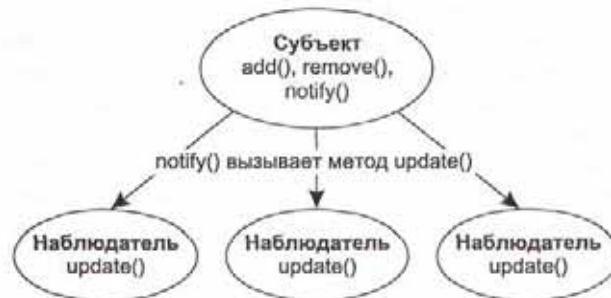 Субъект
add(), remove(),
notify()
notify() вызывает метод update()
Наблюдатель
update()
Наблюдатель
update()
Наблюдатель
update()